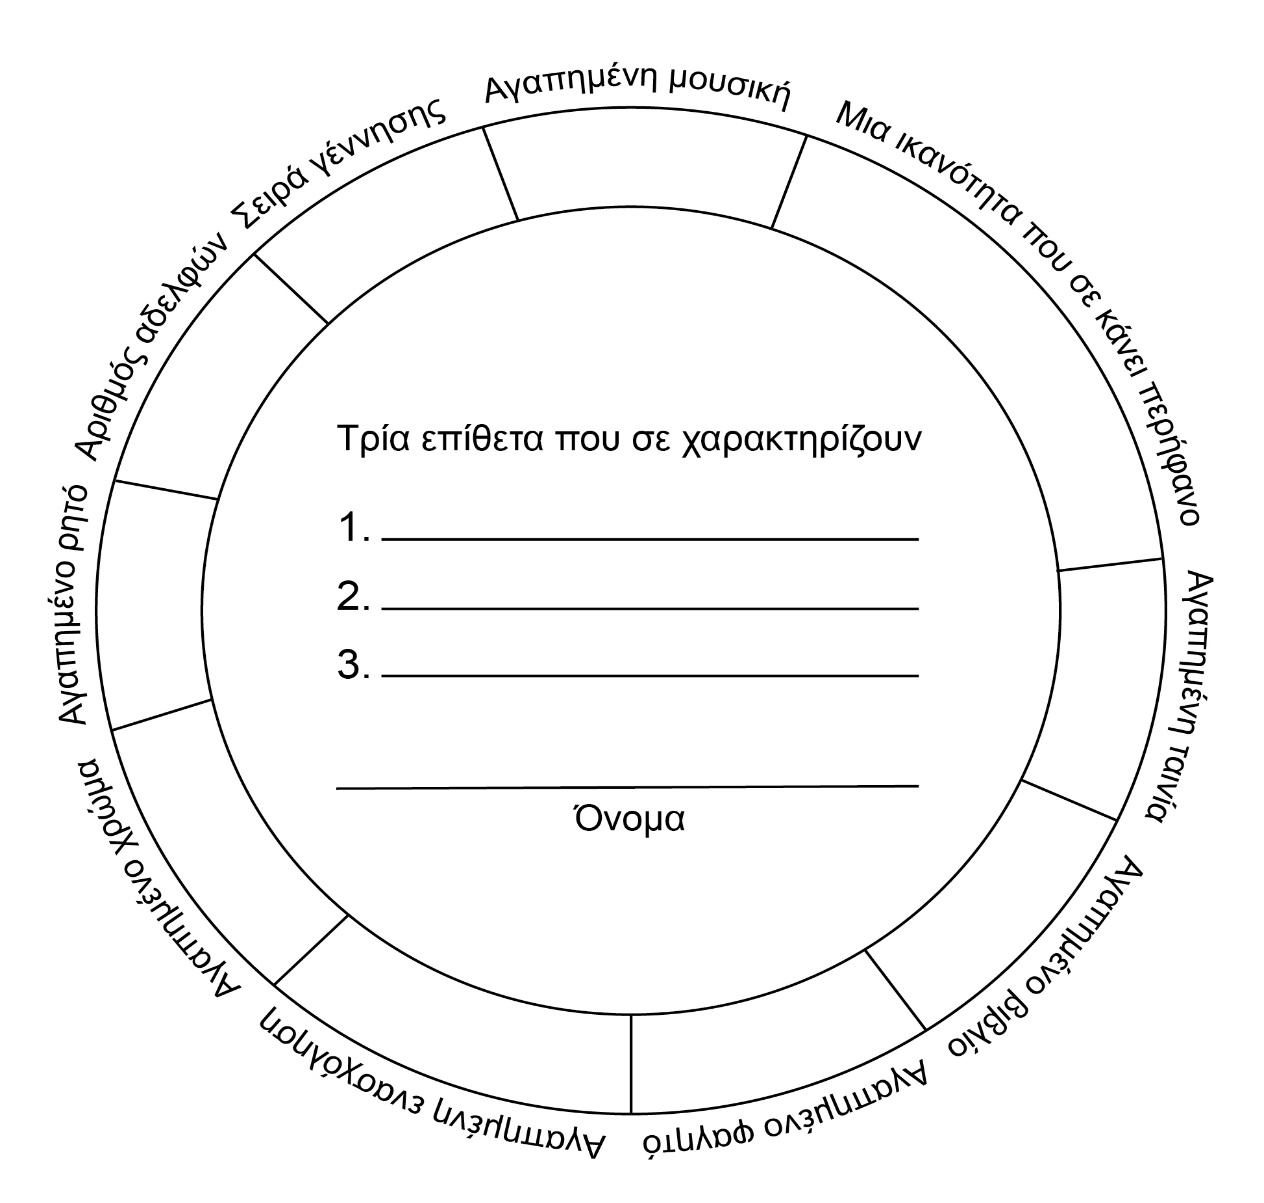 Αγαπημένη μουσική
Μια ικανότητα που σε κάνει περήφανο
Αγαπημένη ταινία
Αγαπημένο βιβλίο
Αγαπημένο φαγητό
Αγαπημένη ενασχόληση
Αγαπημένο χρώμα
Αγαπημένο ρητό
Αριθμός αδελφών
Σειρά γέννησης
Τρία επίθετα που σε χαρακτηρίζουν
1.
2.
3.
Όνομα